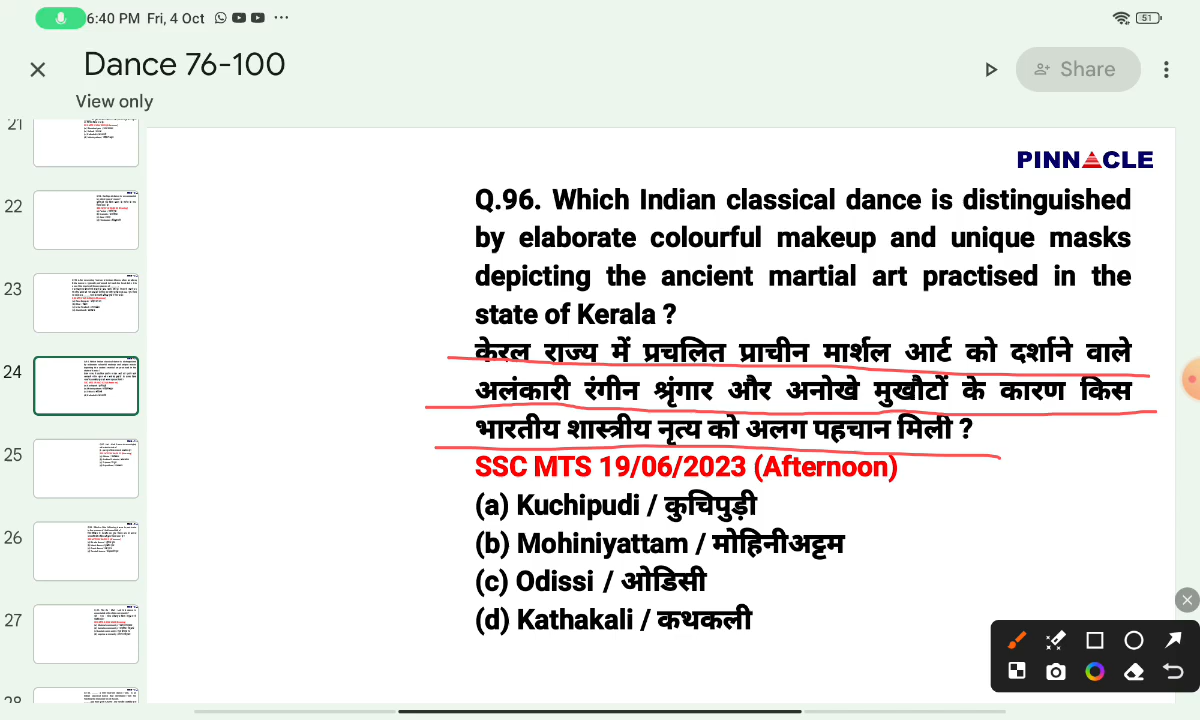 6:40 PM Fri, 4 Oct
51
Dance 76-100
View only
Share
21
22
23
24
25
26
27
28
PINNACLE
Q.96. Which Indian classical dance is distinguished
by elaborate colourful makeup and unique masks
depicting the ancient martial art practised in the
state of Kerala ?
केरल राज्य में प्रचलित प्राचीन मार्शल आर्ट को दर्शाने वाले
अलंकारी रंगीन श्रृंगार और अनोखे मुखौटों के कारण किस
भारतीय शास्त्रीय नृत्य को अलग पहचान मिली ?
SSC MTS 19/06/2023 (Afternoon)
(a) Kuchipudi / कुचिपुड़ी
(b) Mohiniyattam / मोहिनीअट्टम
(c) Odissi / ओडिसी
(d) Kathakali / कथकली